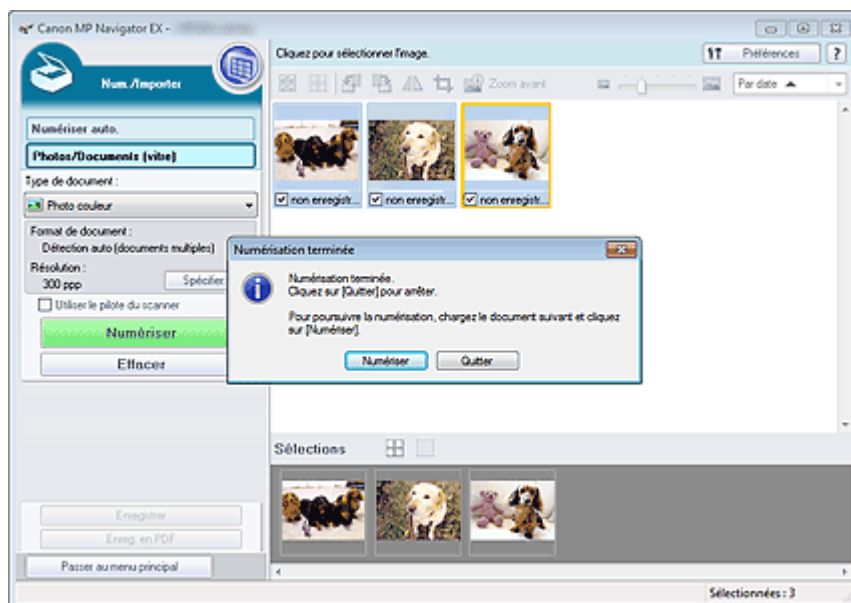 Canon MP Navigator EX -
Num./Importer
Numériser auto.
Photos/Documents (vitre)
Type de document :
Photo couleur
Format de document :
Détection auto (documents multiples)
Résolution :
300 ppp
Spécifier
Utiliser le pilote du scanner
Numériser
Effacer
Enregistrer
Enreg. en PDF
Passer au menu principal
Cliquez pour sélectionner l'image.
Préférences
?
Zoom avant
Par date
non enregistr...
non enregistr...
non enregistr...
Numérisation terminée
Numérisation terminée.
Cliquez sur [Quitter] pour arrêter.
Pour poursuivre la numérisation, chargez le document suivant et cliquez
sur [Numériser].
Numériser
Quitter
Sélections
Sélectionnées : 3